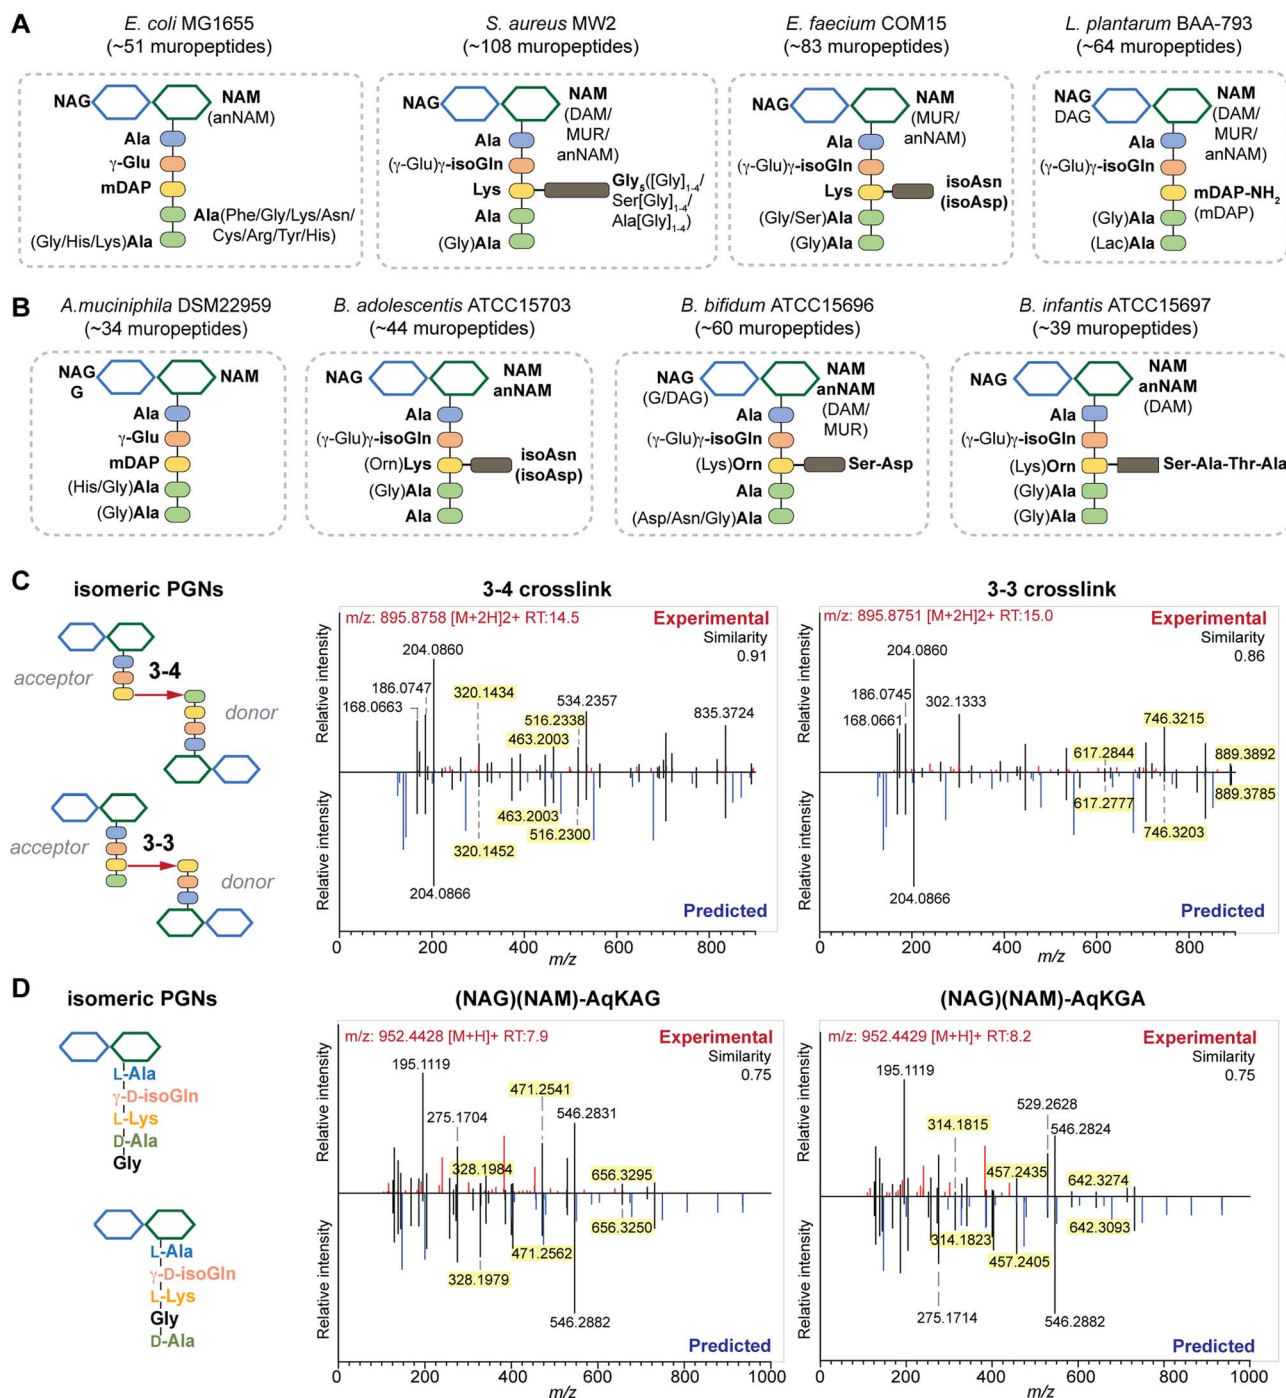 A
E. coli MG1655
(~51 muropeptides)
NAG
NAM
(anNAM)
Ala
γ-Glu
mDAP
Ala(Phe/Gly/Lys/Asn/
Cys/Arg/Tyr/His)
(Gly/His/Lys)Ala
S. aureus MW2
(~108 muropeptides)
NAG
NAM
(DAM/
MUR/
anNAM)
Ala
(γ-Glu)γ-isoGln
Lys
Gly5([Gly]1-4/
Ser[Gly]1-4/
Ala[Gly]1-4)
Ala
(Gly)Ala
E. faecium COM15
(~83 muropeptides)
NAG
NAM
(MUR/
anNAM)
Ala
(γ-Glu)γ-isoGln
Lys
isoAsn
(isoAsp)
(Gly/Ser)Ala
(Gly)Ala
L. plantarum BAA-793
(~64 muropeptides)
NAG
DAG
NAM
(DAM/
MUR/
anNAM)
Ala
(γ-Glu)γ-isoGln
mDAP-NH2
(mDAP)
(Gly)Ala
(Lac)Ala
B
A.muciniphila DSM22959
(~34 muropeptides)
NAG
G
NAM
Ala
γ-Glu
mDAP
(His/Gly)Ala
(Gly)Ala
B. adolescentis ATCC15703
(~44 muropeptides)
NAG
NAM
anNAM
Ala
(γ-Glu)γ-isoGln
(Orn)Lys
isoAsn
(isoAsp)
(Gly)Ala
Ala
B. bifidum ATCC15696
(~60 muropeptides)
NAG
(G/DAG)
NAM
anNAM
(DAM/
MUR)
Ala
(γ-Glu)γ-isoGln
(Lys)Orn
Ser-Asp
Ala
(Asp/Asn/Gly)Ala
B. infantis ATCC15697
(~39 muropeptides)
NAG
NAM
anNAM
(DAM)
Ala
(γ-Glu)γ-isoGln
(Lys)Orn
Ser-Ala-Thr-Ala
(Gly)Ala
(Gly)Ala
C
isomeric PGNs
acceptor
3-4
donor
acceptor
3-3
donor
3-4 crosslink
m/z: 895.8758 [M+2H]2+ RT:14.5
Experimental
Similarity
0.91
Relative intensity
204.0860
186.0747
168.0663
320.1434
534.2357
516.2338
463.2003
835.3724
Relative intensity
463.2003
516.2300
320.1452
204.0866
Predicted
0 200 400 600 800
m/z
3-3 crosslink
m/z: 895.8751 [M+2H]2+ RT:15.0
Experimental
Similarity
0.86
Relative intensity
204.0860
186.0745
168.0661
302.1333
746.3215
617.2844
889.3892
Relative intensity
889.3785
617.2777
746.3203
204.0866
Predicted
0 200 400 600 800
m/z
D
isomeric PGNs
L-Ala
γ-D-isoGln
L-Lys
D-Ala
Gly
L-Ala
γ-D-isoGln
L-Lys
Gly
D-Ala
(NAG)(NAM)-AqKAG
m/z: 952.4428 [M+H]+ RT:7.9
Experimental
Similarity
0.75
Relative intensity
195.1119
471.2541
275.1704
546.2831
328.1984
656.3295
Relative intensity
656.3250
471.2562
328.1979
546.2882
Predicted
0 200 400 600 800 1000
m/z
(NAG)(NAM)-AqKGA
m/z: 952.4429 [M+H]+ RT:8.2
Experimental
Similarity
0.75
Relative intensity
195.1119
529.2628
314.1815
546.2824
457.2435
642.3274
Relative intensity
642.3093
314.1823
457.2405
275.1714
546.2882
Predicted
0 200 400 600 800 1000
m/z